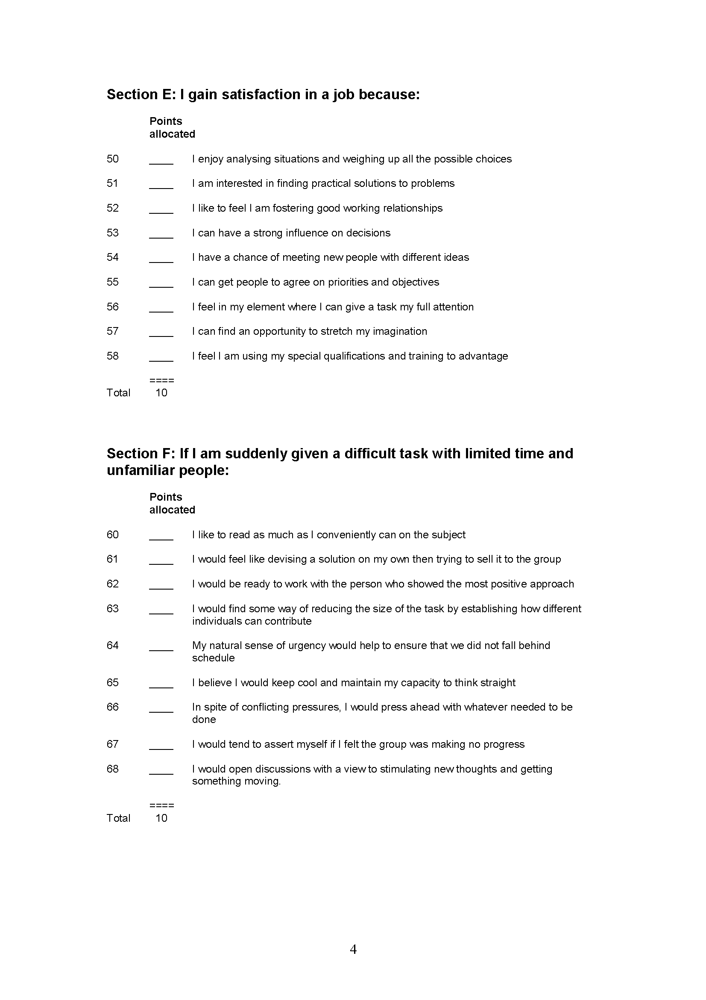 Section E: I gain satisfaction in a job because:
Points
allocated
50 ____ I enjoy analysing situations and weighing up all the possible choices
51 ____ I am interested in finding practical solutions to problems
52 ____ I like to feel I am fostering good working relationships
53 ____ I can have a strong influence on decisions
54 ____ I have a chance of meeting new people with different ideas
55 ____ I can get people to agree on priorities and objectives
56 ____ I feel in my element where I can give a task my full attention
57 ____ I can find an opportunity to stretch my imagination
58 ____ I feel I am using my special qualifications and training to advantage
====
Total 10
Section F: If I am suddenly given a difficult task with limited time and
unfamiliar people:
Points
allocated
60 ____ I like to read as much as I conveniently can on the subject
61 ____ I would feel like devising a solution on my own then trying to sell it to the group
62 ____ I would be ready to work with the person who showed the most positive approach
63 ____ I would find some way of reducing the size of the task by establishing how different
individuals can contribute
64 ____ My natural sense of urgency would help to ensure that we did not fall behind
schedule
65 ____ I believe I would keep cool and maintain my capacity to think straight
66 ____ In spite of conflicting pressures, I would press ahead with whatever needed to be
done
67 ____ I would tend to assert myself if I felt the group was making no progress
68 ____ I would open discussions with a view to stimulating new thoughts and getting
something moving.
====
Total 10
4